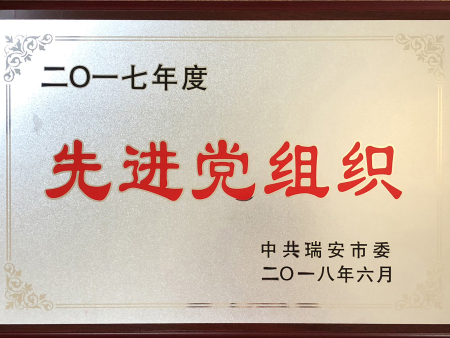 二〇一七年度
先进党组织
中共瑞安市委
二〇一八年六月